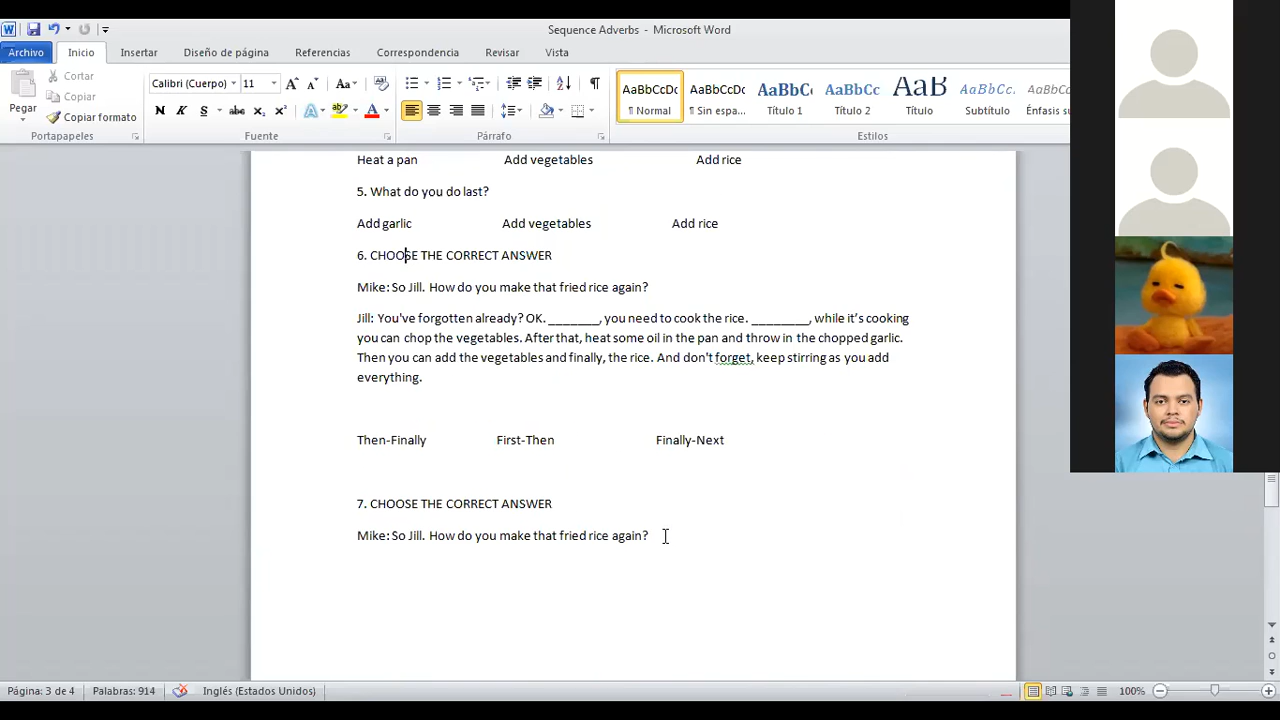 Sequence Adverbs - Microsoft Word
Archivo Inicio Insertar Diseño de página Referencias Correspondencia Revisar Vista
Pegar
Cortar
Copiar
Copiar formato
Portapapeles
Calibri (Cuerpo) 11
N K S abc x₂ x²
Fuente
Párrafo
AaBbCcDc AaBbCcDc AaBbC AaBbCc AaB AaBbCc. AaBbCc
¶ Normal ¶ Sin espa... Título 1 Título 2 Título Subtítulo Énfasis su
Estilos
Heat a pan Add vegetables Add rice
5. What do you do last?
Add garlic Add vegetables Add rice
6. CHOOSE THE CORRECT ANSWER
Mike: So Jill. How do you make that fried rice again?
Jill: You've forgotten already? OK. _______, you need to cook the rice. _________, while it's cooking
you can chop the vegetables. After that, heat some oil in the pan and throw in the chopped garlic.
Then you can add the vegetables and finally, the rice. And don't forget, keep stirring as you add
everything.
Then-Finally First-Then Finally-Next
7. CHOOSE THE CORRECT ANSWER
Mike: So Jill. How do you make that fried rice again?
Página: 3 de 4 Palabras: 914 Inglés (Estados Unidos) 100%